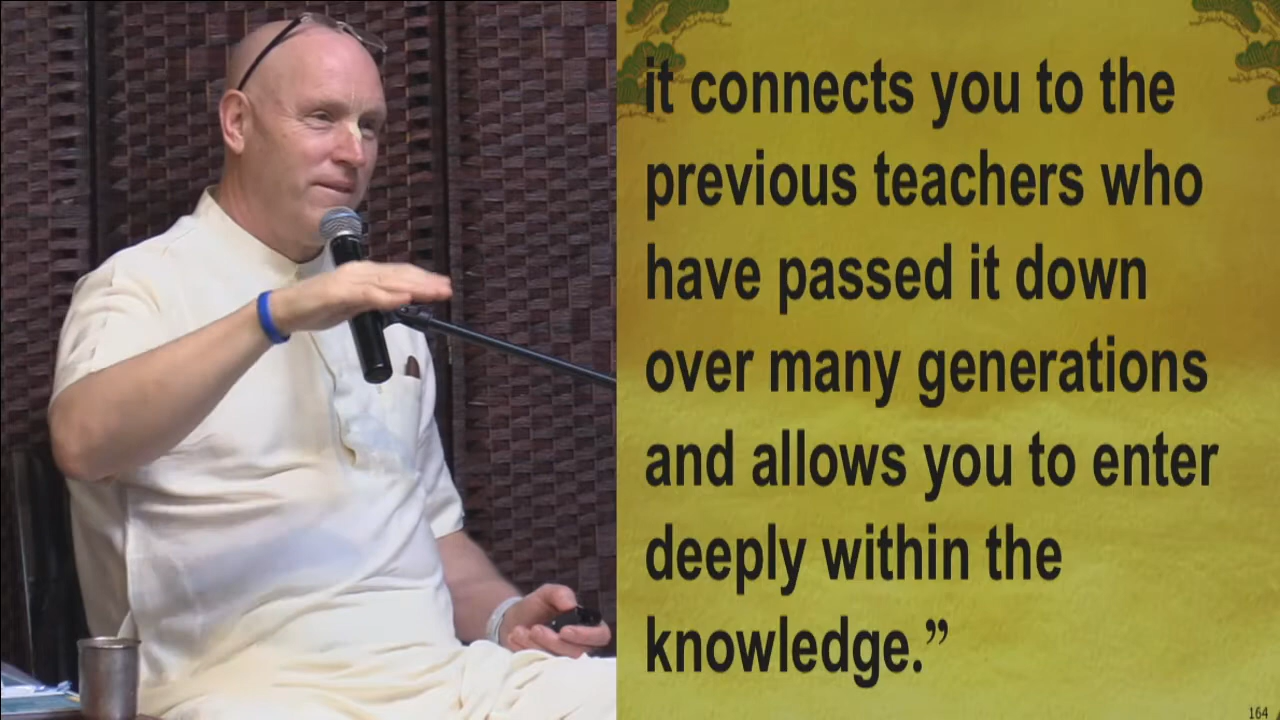 it connects you to the
previous teachers who
have passed it down
over many generations
and allows you to enter
deeply within the
knowledge.”
164